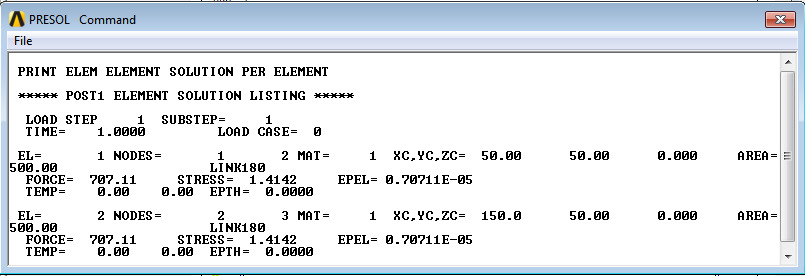 PRESOL Command
File
PRINT ELEM ELEMENT SOLUTION PER ELEMENT
***** POST1 ELEMENT SOLUTION LISTING *****
LOAD STEP     1  SUBSTEP=     1
TIME=    1.0000         LOAD CASE=  0
EL=       1 NODES=       1       2 MAT=     1  XC,YC,ZC=  50.00      50.00      0.000     AREA=
500.00            LINK180
FORCE=  707.11     STRESS=  1.4142     EPEL= 0.70711E-05
TEMP=    0.00    0.00  EPTH= 0.0000
EL=       2 NODES=       2       3 MAT=     1  XC,YC,ZC=  150.0      50.00      0.000     AREA=
500.00            LINK180
FORCE=  707.11     STRESS=  1.4142     EPEL= 0.70711E-05
TEMP=    0.00    0.00  EPTH= 0.0000